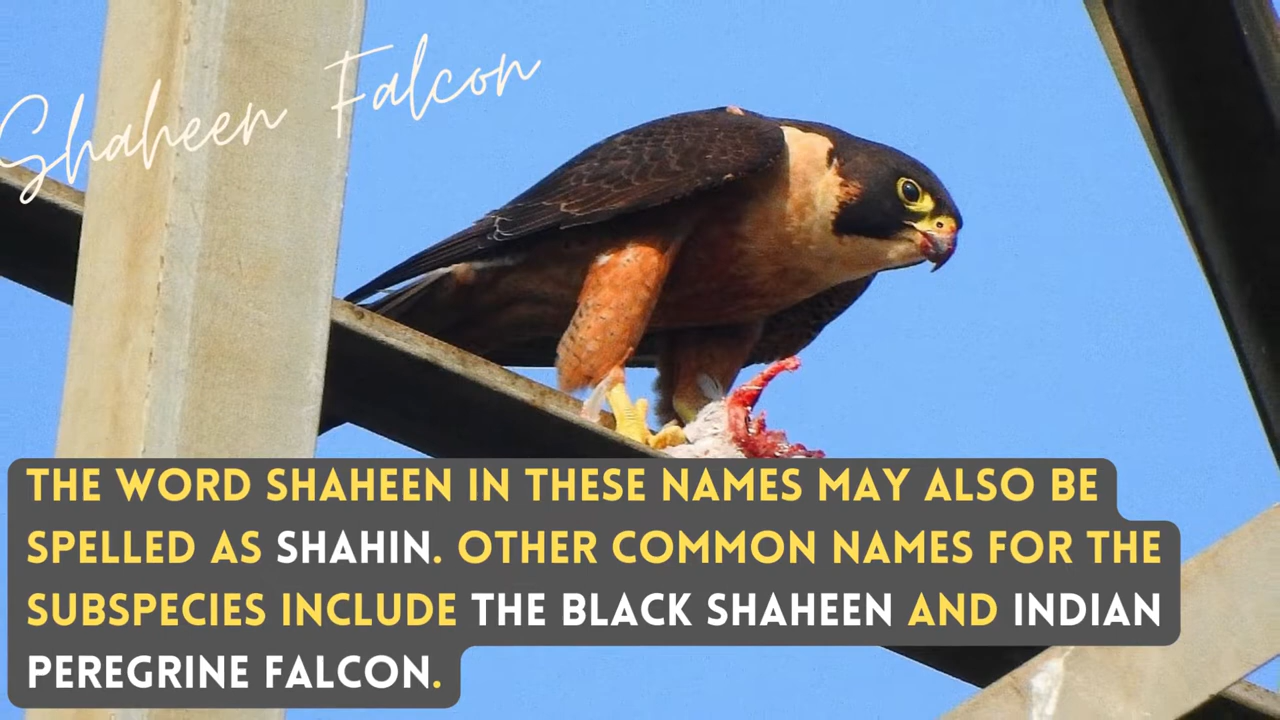 Shaheen Falcon
THE WORD SHAHEEN IN THESE NAMES MAY ALSO BE
SPELLED AS SHAHIN. OTHER COMMON NAMES FOR THE
SUBSPECIES INCLUDE THE BLACK SHAHEEN AND INDIAN
PEREGRINE FALCON.